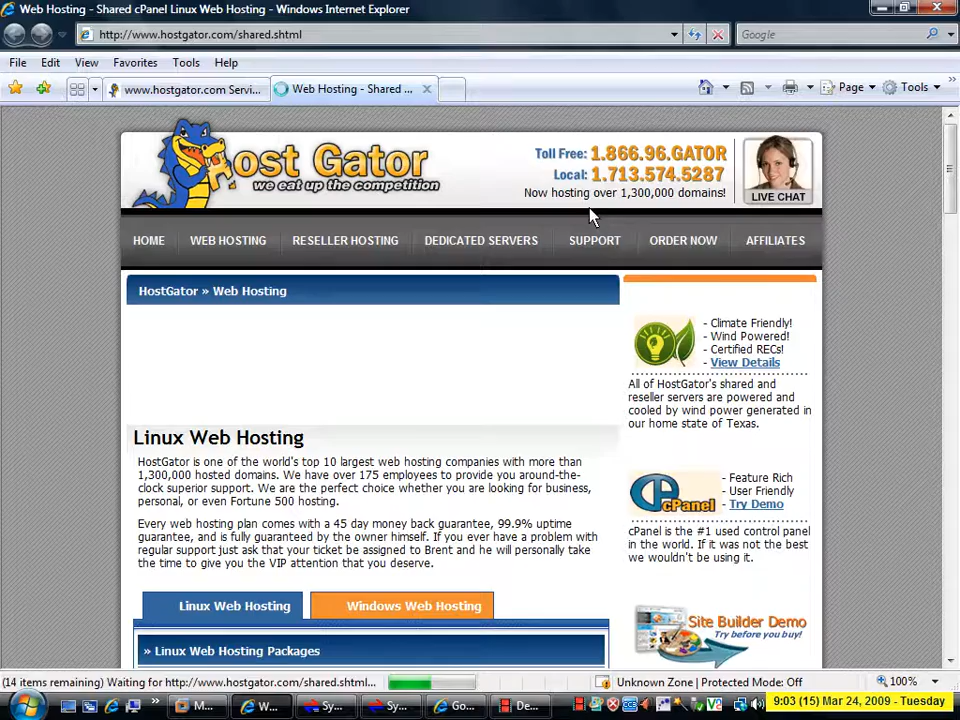 Web Hosting - Shared cPanel Linux Web Hosting - Windows Internet Explorer
http://www.hostgator.com/shared.shtml
Google
File Edit View Favorites Tools Help
www.hostgator.com Servi...
Web Hosting - Shared ...
Page
Tools
Host Gator
we eat up the competition
Toll Free: 1.866.96.GATOR
Local: 1.713.574.5287
Now hosting over 1,300,000 domains!
LIVE CHAT
HOME WEB HOSTING RESELLER HOSTING DEDICATED SERVERS SUPPORT ORDER NOW AFFILIATES
HostGator » Web Hosting
Linux Web Hosting
HostGator is one of the world's top 10 largest web hosting companies with more than
1,300,000 hosted domains. We have over 175 employees to provide you around-the-
clock superior support. We are the perfect choice whether you are looking for business,
personal, or even Fortune 500 hosting.
Every web hosting plan comes with a 45 day money back guarantee, 99.9% uptime
guarantee, and is fully guaranteed by the owner himself. If you ever have a problem with
regular support just ask that your ticket be assigned to Brent and he will personally take
the time to give you the VIP attention that you deserve.
Linux Web Hosting
Windows Web Hosting
» Linux Web Hosting Packages
- Climate Friendly!
- Wind Powered!
- Certified RECs!
- View Details
All of HostGator's shared and
reseller servers are powered and
cooled by wind power generated in
our home state of Texas.
cPanel
- Feature Rich
- User Friendly
- Try Demo
cPanel is the #1 used control panel
in the world. If it was not the best
we wouldn't be using it.
Site Builder Demo
Try before you buy!
(14 items remaining) Waiting for http://www.hostgator.com/shared.shtml...
Unknown Zone | Protected Mode: Off
100%
M...
W...
Sy...
Sy...
Go...
De...
9:03 (15) Mar 24, 2009 - Tuesday